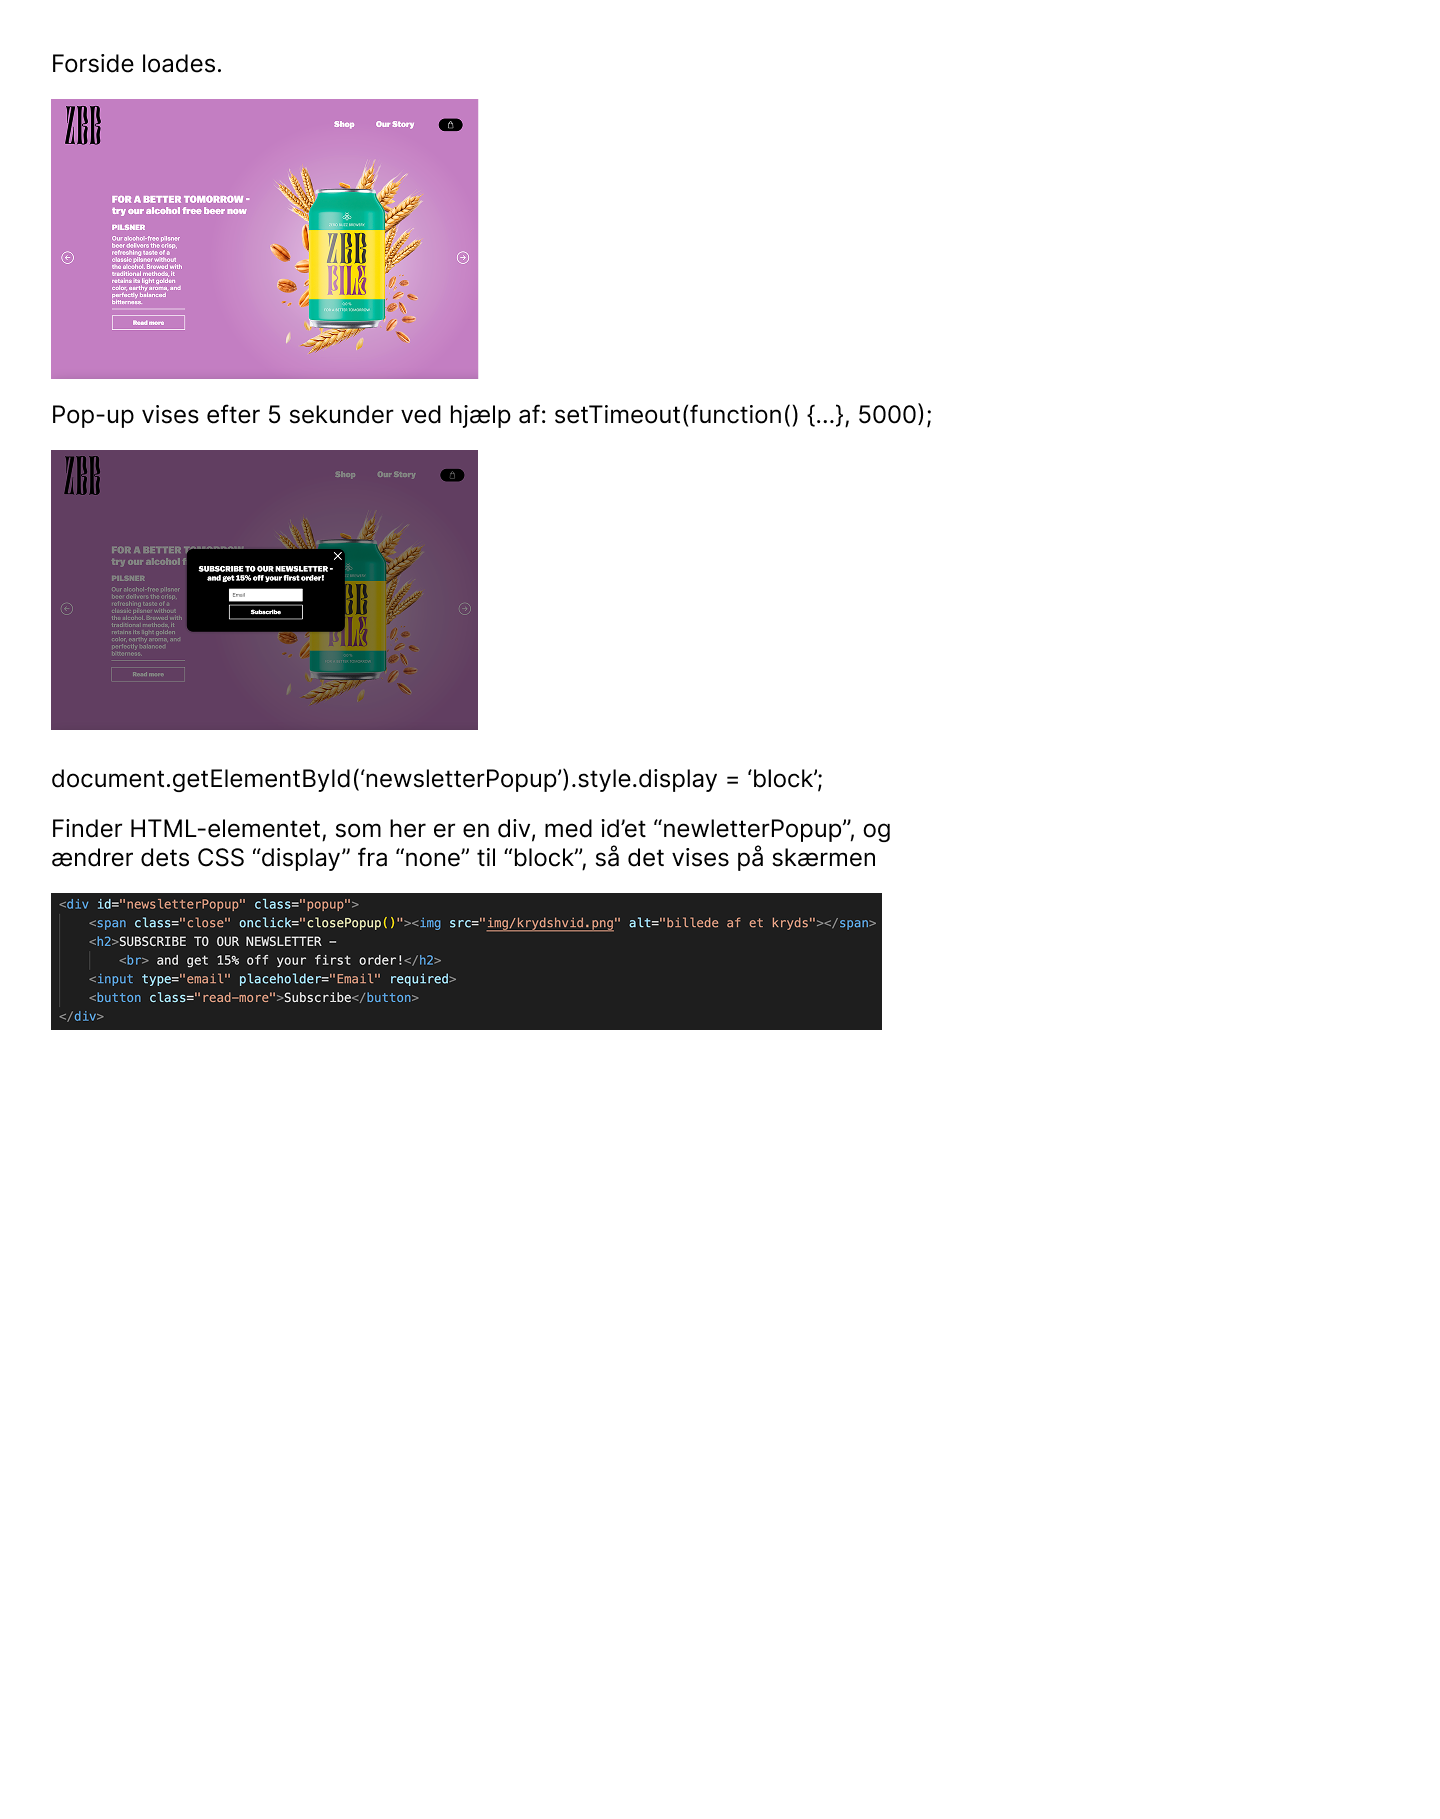 Forside loades.
ZBB
Shop Our Story
FOR A BETTER TOMORROW -
try our alcohol free beer now
PILSNER
Our alcohol-free pilsner
beer delivers the crisp,
refreshing taste of a
classic pilsner without
the alcohol. Brewed with
traditional methods, it
retains its light golden
color, earthy aroma, and
perfectly balanced
bitterness.
Read more
ZERO BUZZ BREWERY
ZBB
PILS
FOR A BETTER TOMORROW
Pop-up vises efter 5 sekunder ved hjælp af: setTimeout(function() {...}, 5000);
ZBB
Shop Our Story
FOR A BETTER TOMORROW
try our alcohol f
PILSNER
Our alcohol-free pilsner
beer delivers the crisp,
refreshing taste of a
classic pilsner without
the alcohol. Brewed with
traditional methods, it
retains its light golden
color, earthy aroma, and
perfectly balanced
bitterness.
Read more
SUBSCRIBE TO OUR NEWSLETTER -
and get 15% off your first order!
Email
Subscribe
BUZZ BREWERY
PILS
FOR A BETTER TOMORROW
document.getElementById(‘newsletterPopup’).style.display = ‘block’;
Finder HTML-elementet, som her er en div, med id’et “newletterPopup”, og
ændrer dets CSS “display” fra “none” til “block”, så det vises på skærmen
<div id="newsletterPopup" class="popup">
<span class="close" onclick="closePopup()"><img src="img/krydshvid.png" alt="billede af et kryds"></span>
<h2>SUBSCRIBE TO OUR NEWSLETTER -
<br> and get 15% off your first order!</h2>
<input type="email" placeholder="Email" required>
<button class="read-more">Subscribe</button>
</div>